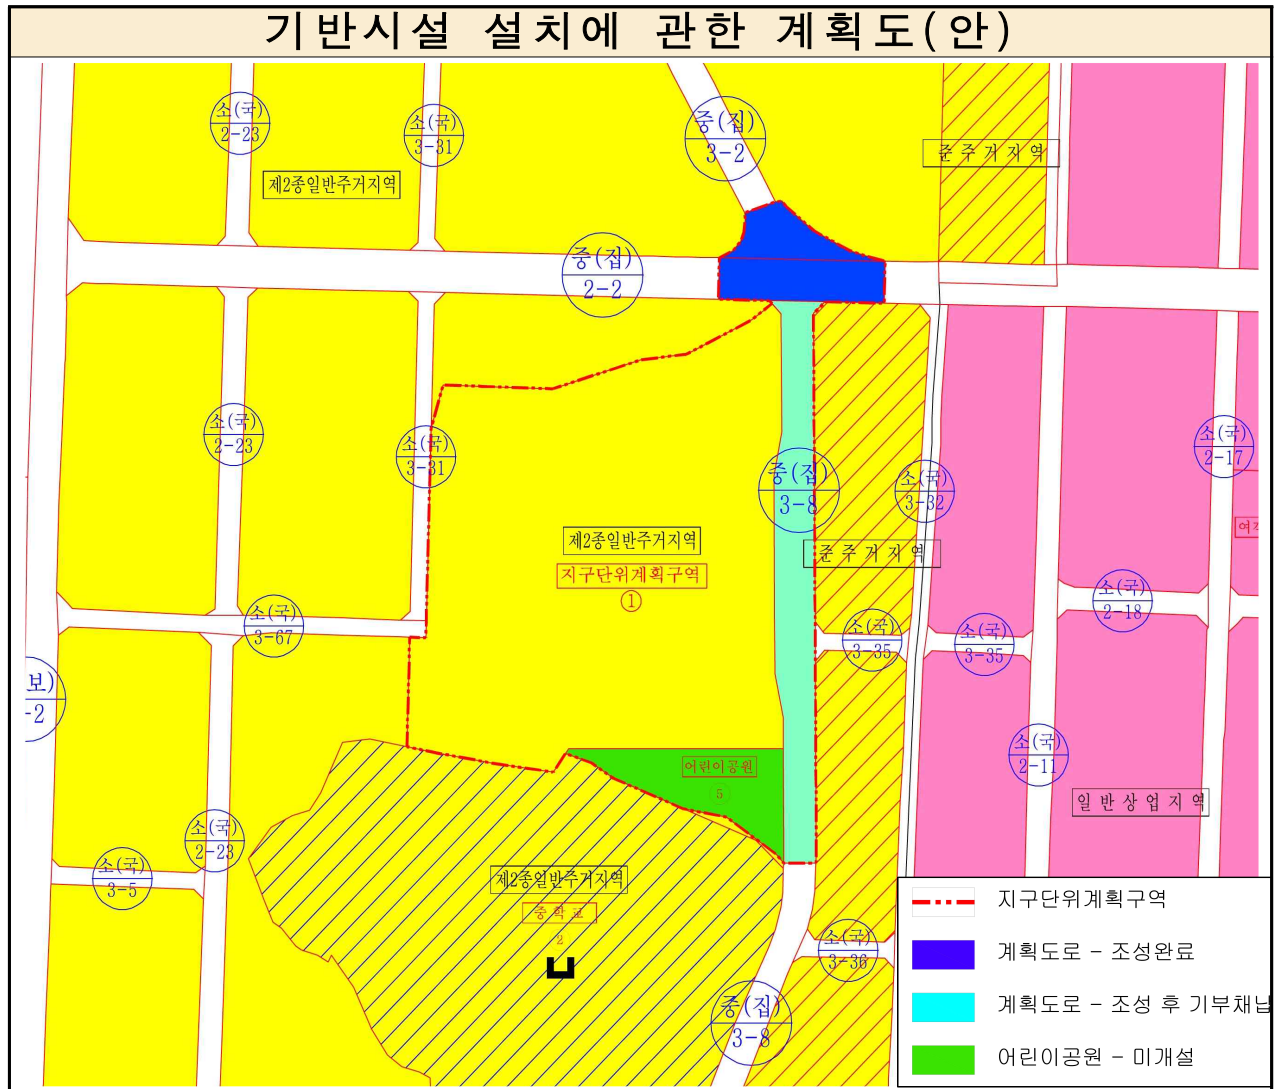 기반시설 설치에 관한 계획도(안)
소(국)
2-23
소(국)
3-31
중(집)
3-2
준주거지역
제2종일반주거지역
중(집)
2-2
소(국)
2-23
소(국)
3-31
중(집)
3-8
소(국)
3-32
소(국)
2-17
제2종일반주거지역
지구단위계획구역
①
준주거지역
소(국)
3-67
소(국)
3-35
소(국)
3-35
소(국)
2-18
보)
-2
소(국)
2-11
어린이공원
5
일반상업지역
소(국)
2-23
소(국)
3-5
제2종일반주거지역
중학교
2
소(국)
3-36
중(집)
3-8
지구단위계획구역
계획도로 - 조성완료
계획도로 - 조성 후 기부채납
어린이공원 - 미개설